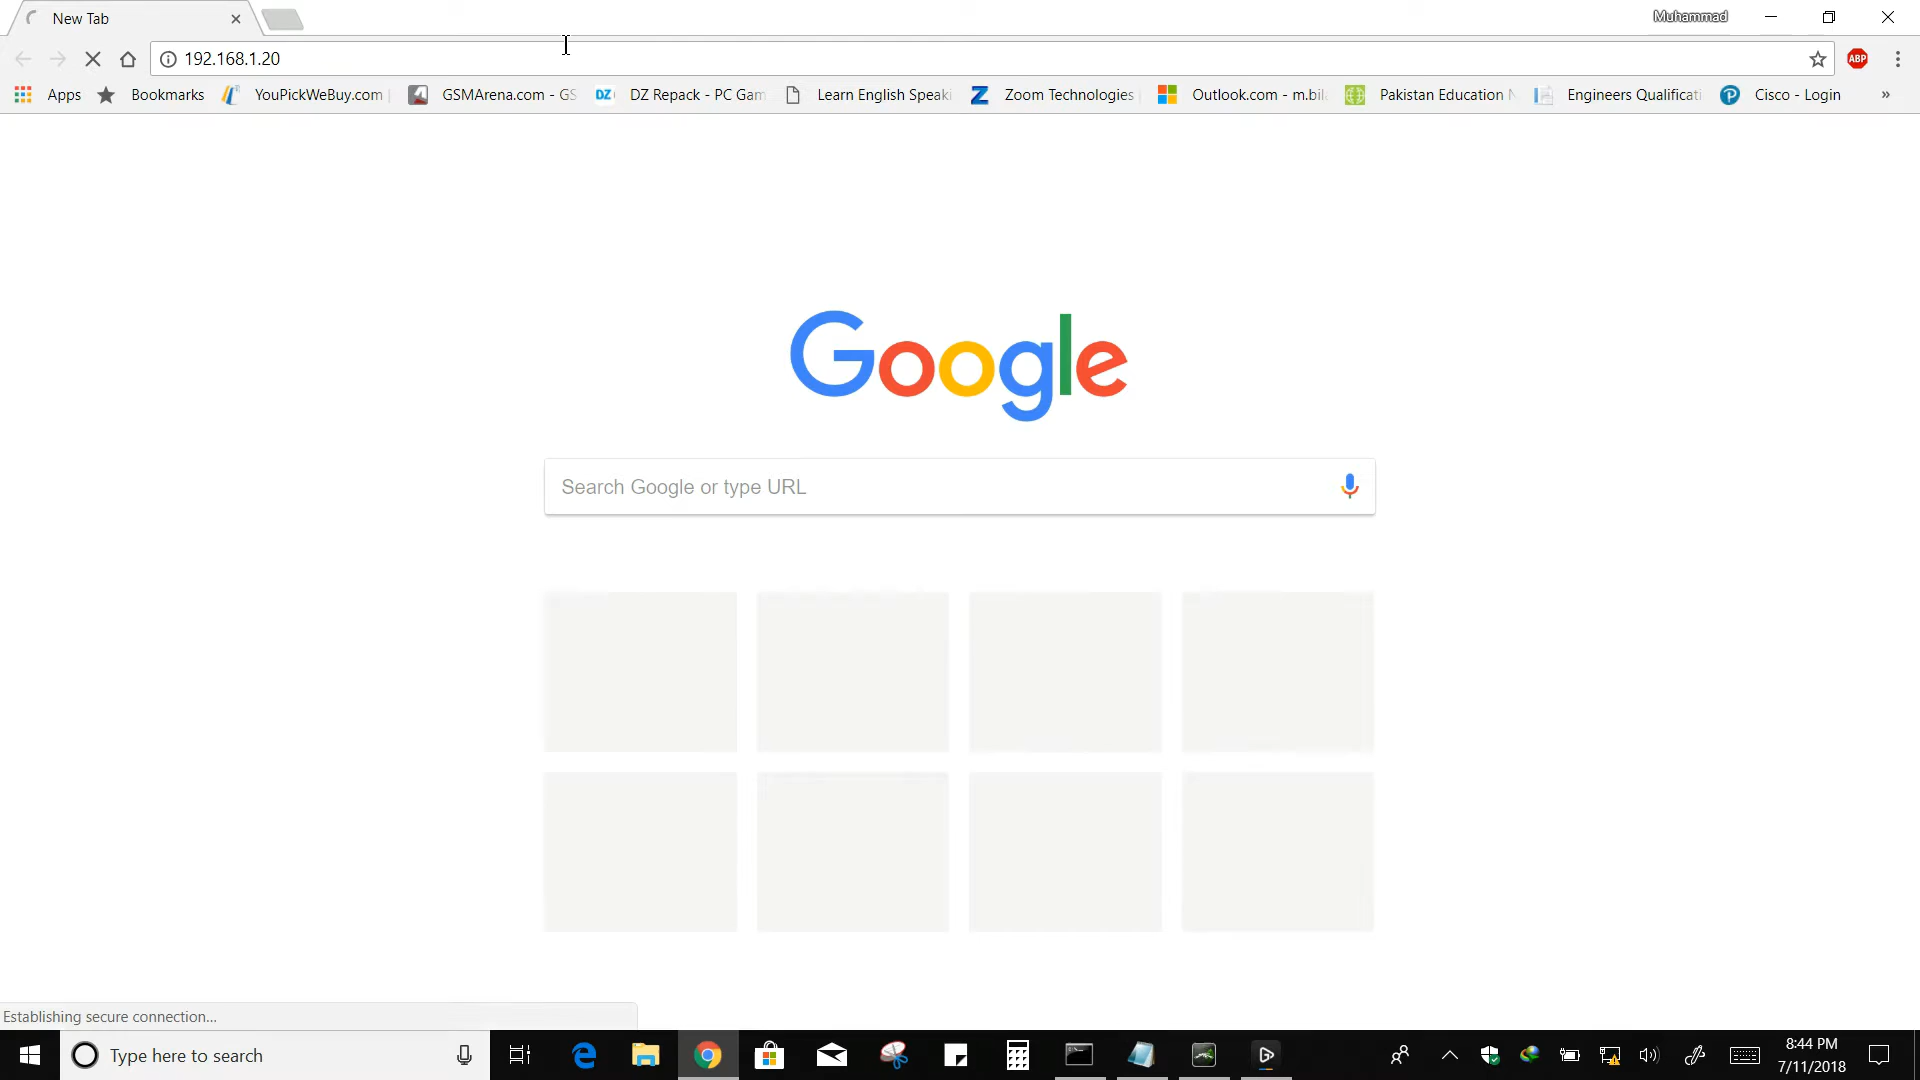 New Tab
Muhammad
192.168.1.20
ABP
Apps
Bookmarks
YouPickWeBuy.com
GSMArena.com - GS
DZ
DZ Repack - PC Gam
Learn English Speaki
Z
Zoom Technologies
Outlook.com - m.bil
Pakistan Education N
Engineers Qualificati
Cisco - Login
»
Google
Search Google or type URL
Establishing secure connection...
Type here to search
8:44 PM
7/11/2018